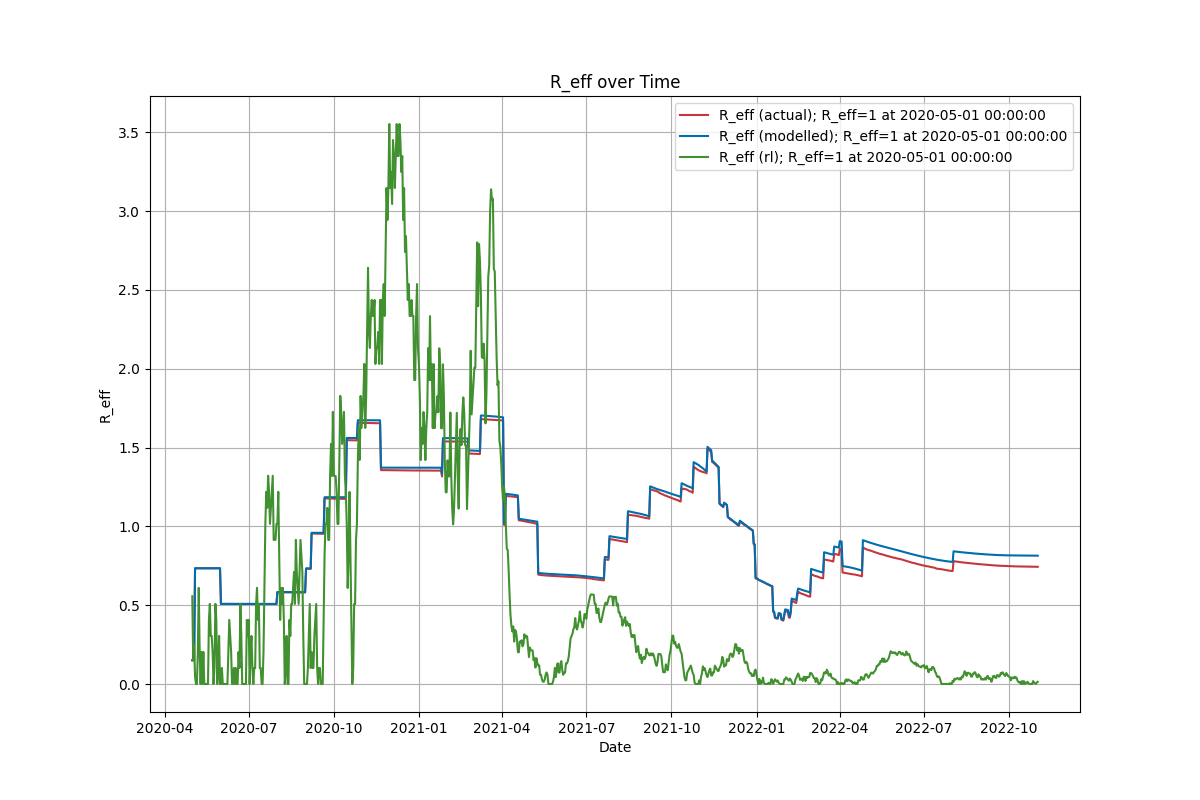 R_eff over Time
R_eff (actual); R_eff=1 at 2020-05-01 00:00:00
R_eff (modelled); R_eff=1 at 2020-05-01 00:00:00
R_eff (rl); R_eff=1 at 2020-05-01 00:00:00
3.5
3.0
2.5
2.0
1.5
1.0
0.5
0.0
R_eff
2020-04 2020-07 2020-10 2021-01 2021-04 2021-07 2021-10 2022-01 2022-04 2022-07 2022-10
Date